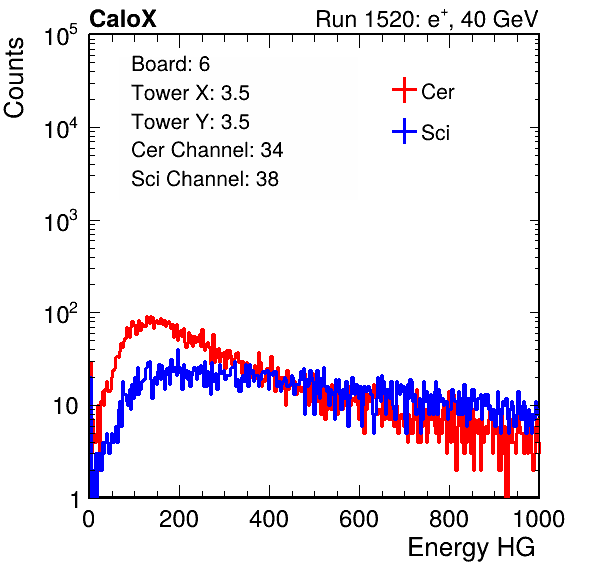 CaloX Run 1520: e⁺, 40 GeV
Counts
10⁵
10⁴
10³
10²
10
1
Board: 6
Tower X: 3.5
Tower Y: 3.5
Cer Channel: 34
Sci Channel: 38
Cer
Sci
0 200 400 600 800 1000
Energy HG